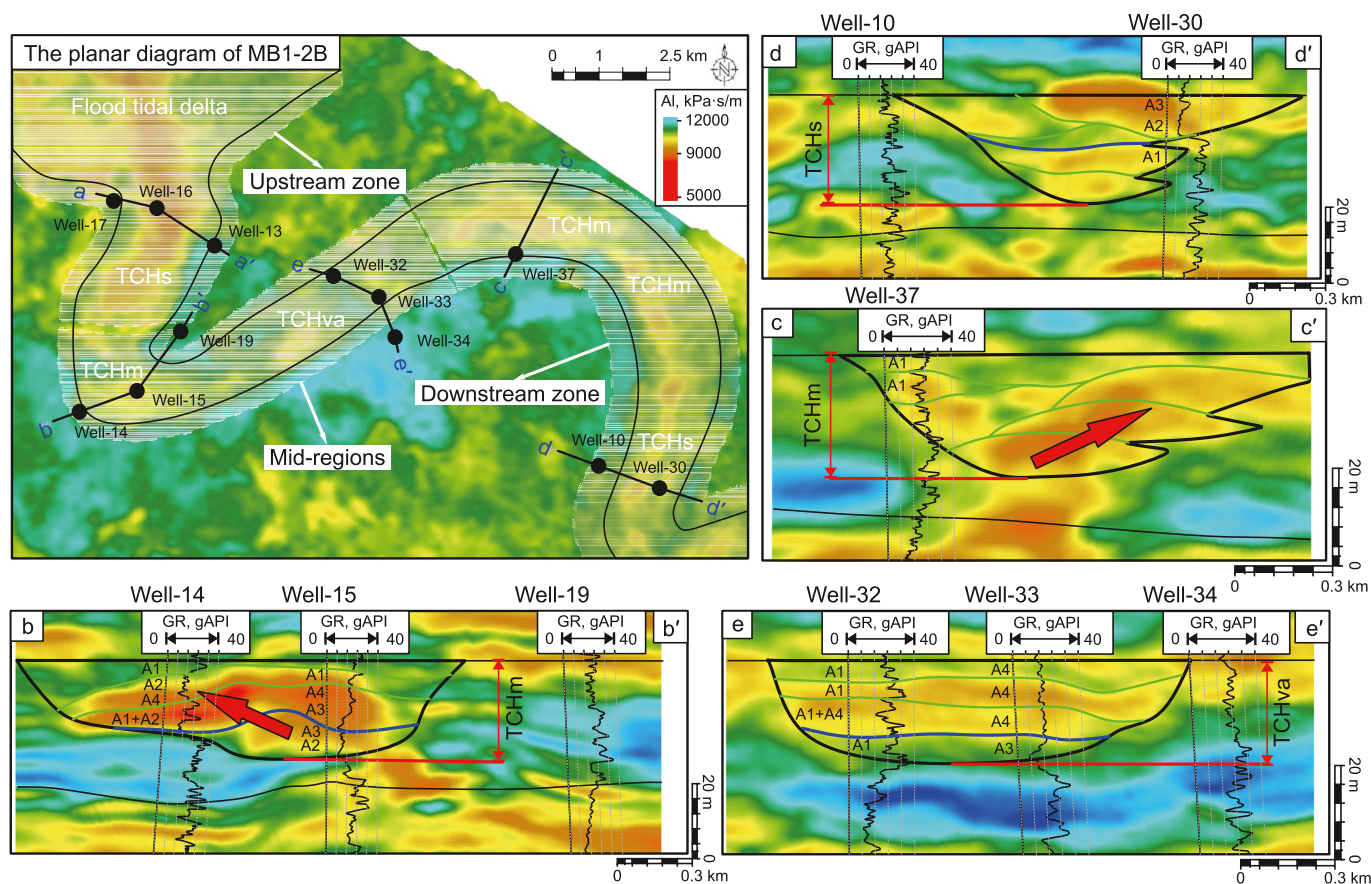 The planar diagram of MB1-2B
0 1 2.5 km
N
AI, kPa·s/m
12000
9000
5000
Flood tidal delta
Upstream zone
a
Well-16
Well-17
Well-13
a′
TCHs
b′
Well-19
TCHm
Well-15
b
Well-14
e
Well-32
Well-33
TCHva
Well-34
e′
c′
TCHm
Well-37
c
TCHm
Downstream zone
Mid-regions
TCHs
Well-10
d
Well-30
d′
Well-10 Well-30
d
GR, gAPI
0 40
GR, gAPI
0 40
d′
TCHs
A3
A2
A1
20 m
0
0 0.3 km
Well-37
c
GR, gAPI
0 40
c′
TCHm
A1
A1
20 m
0
0 0.3 km
Well-14 Well-15 Well-19
b
GR, gAPI
0 40
GR, gAPI
0 40
GR, gAPI
0 40
b′
A1
A2
A4
A1+A2
A1
A4
A3
A3
A2
TCHm
20 m
0
0 0.3 km
Well-32 Well-33 Well-34
e
GR, gAPI
0 40
GR, gAPI
0 40
GR, gAPI
0 40
e′
A1
A1
A1+A4
A1
A4
A4
A4
A3
TCHva
20 m
0
0 0.3 km